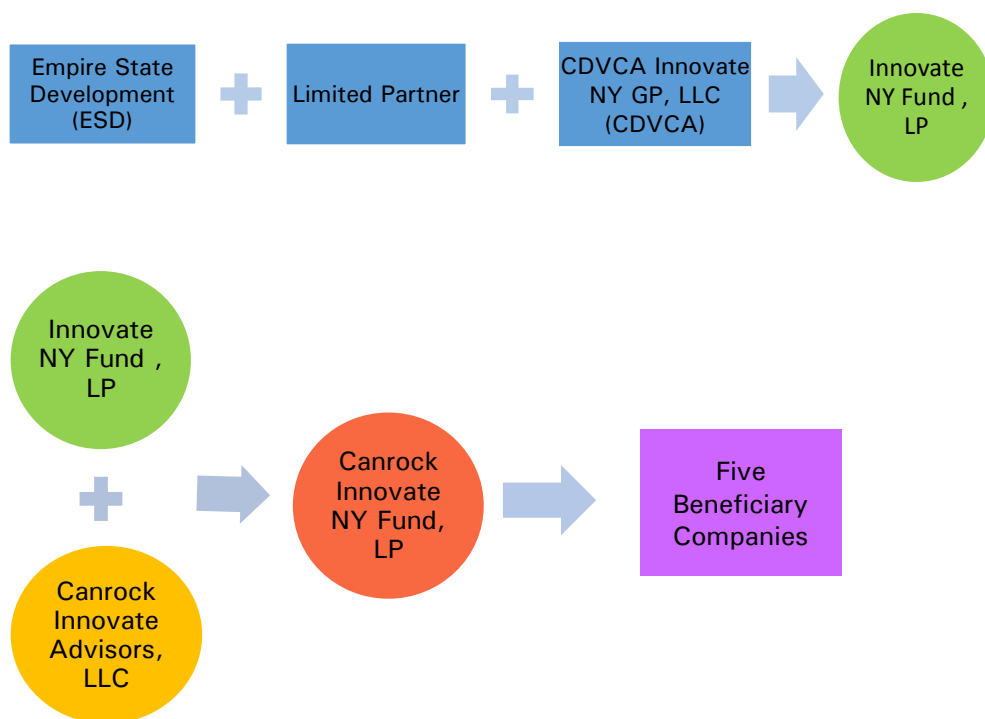 Empire State
Development
(ESD)
Limited Partner
CDVCA Innovate
NY GP, LLC
(CDVCA)
Innovate
NY Fund ,
LP
Innovate
NY Fund ,
LP
Canrock
Innovate
NY Fund,
LP
Five
Beneficiary
Companies
Canrock
Innovate
Advisors,
LLC